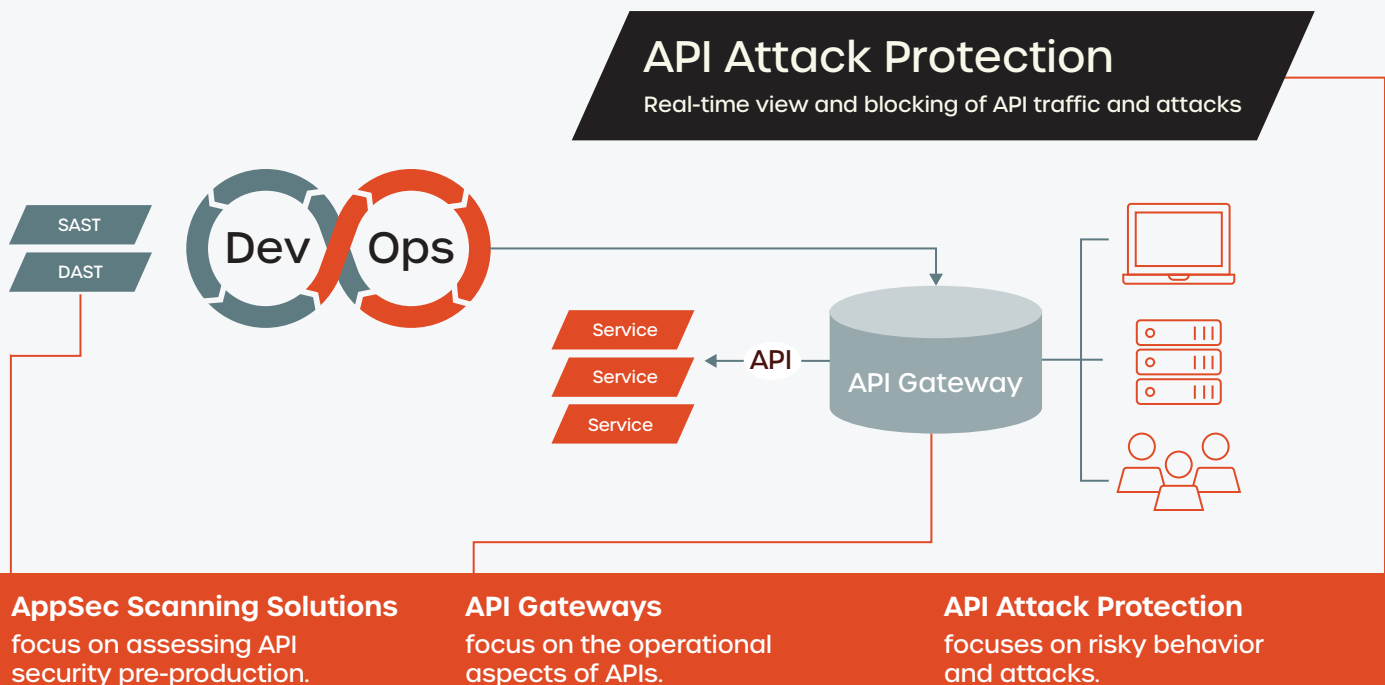 API Attack Protection
Real-time view and blocking of API traffic and attacks
SAST
DAST
Dev
Ops
Service
Service
Service
API
API Gateway
AppSec Scanning Solutions
focus on assessing API
security pre-production.
API Gateways
focus on the operational
aspects of APIs.
API Attack Protection
focuses on risky behavior
and attacks.